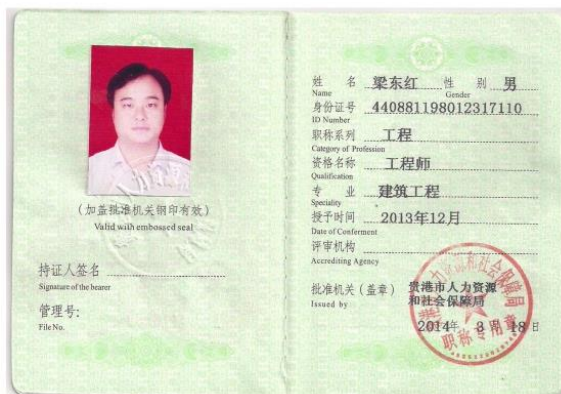 (加盖批准机关钢印有效)
Valid with embossed seal
持证人签名
Signature of the bearer
管理号:
File No.
姓 名 梁东红 性 别 男
Name Gender
身份证号 440881198012317110
ID Number
职称系列 工程
Category of Profession
资格名称 工程师
Qualification
专 业 建筑工程
Speciality
授予时间 2013年12月
Date of Conferment
评审机构
Accrediting Agency
批准机关(盖章) 贵港市人力资源
Issued by 和社会保障局
2014年 3月 18日
职称专用章